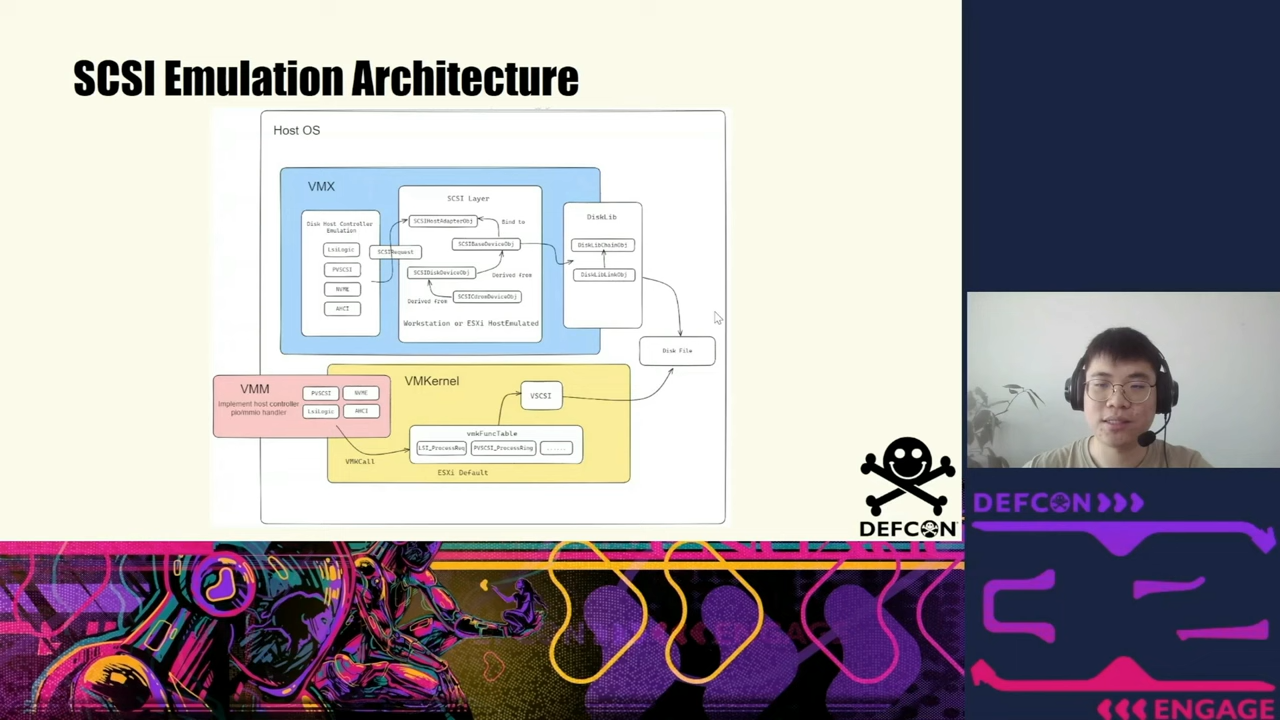 SCSI Emulation Architecture
Host OS
VMX
Disk Host Controller
Emulation
LsiLogic
PVSCSI
NVME
AHCI
SCSIRequest
SCSI Layer
SCSIHostAdapterObj
Bind to
SCSIBaseDeviceObj
SCSIDiskDeviceObj
Derived from
Derived from
SCSICdromDeviceObj
Workstation or ESXi HostEmulated
DiskLib
DiskLibChainObj
DiskLibLinkObj
Disk File
VMM
Implement host controller
pio/mmio handler
PVSCSI
NVME
LsiLogic
AHCI
VMKCall
VMKernel
VSCSI
vmkFuncTable
LSI_ProcessReq
PVSCSI_ProcessRing
......
ESXi Default
DEFCON
DEFCON
ENGAGE